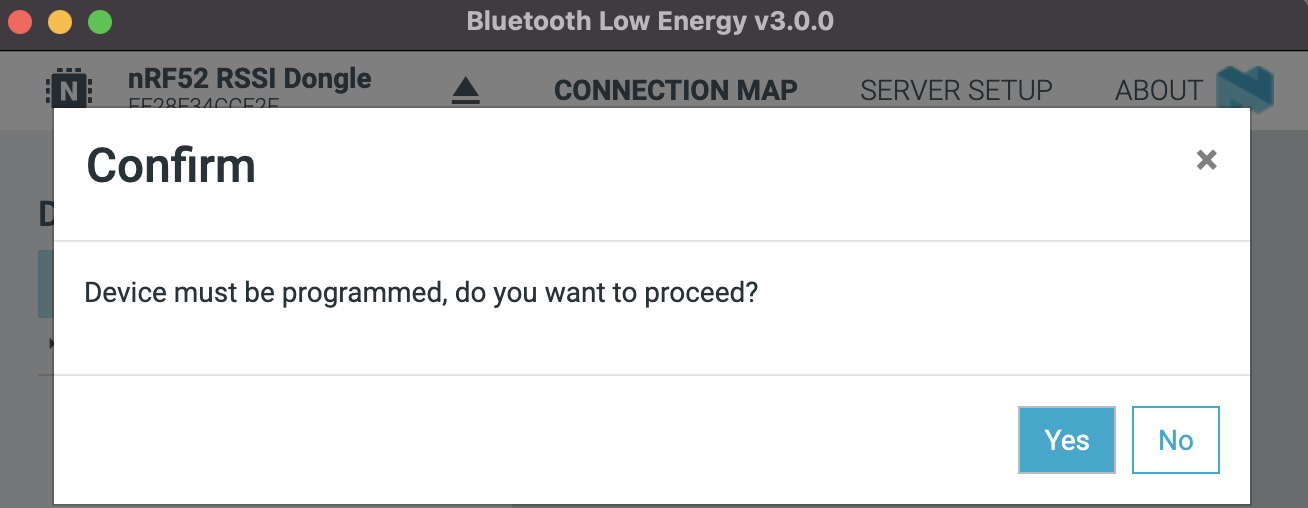 Bluetooth Low Energy v3.0.0
N
nRF52 RSSI Dongle
CONNECTION MAP
SERVER SETUP
ABOUT
Confirm
×
D
Device must be programmed, do you want to proceed?
Yes
No